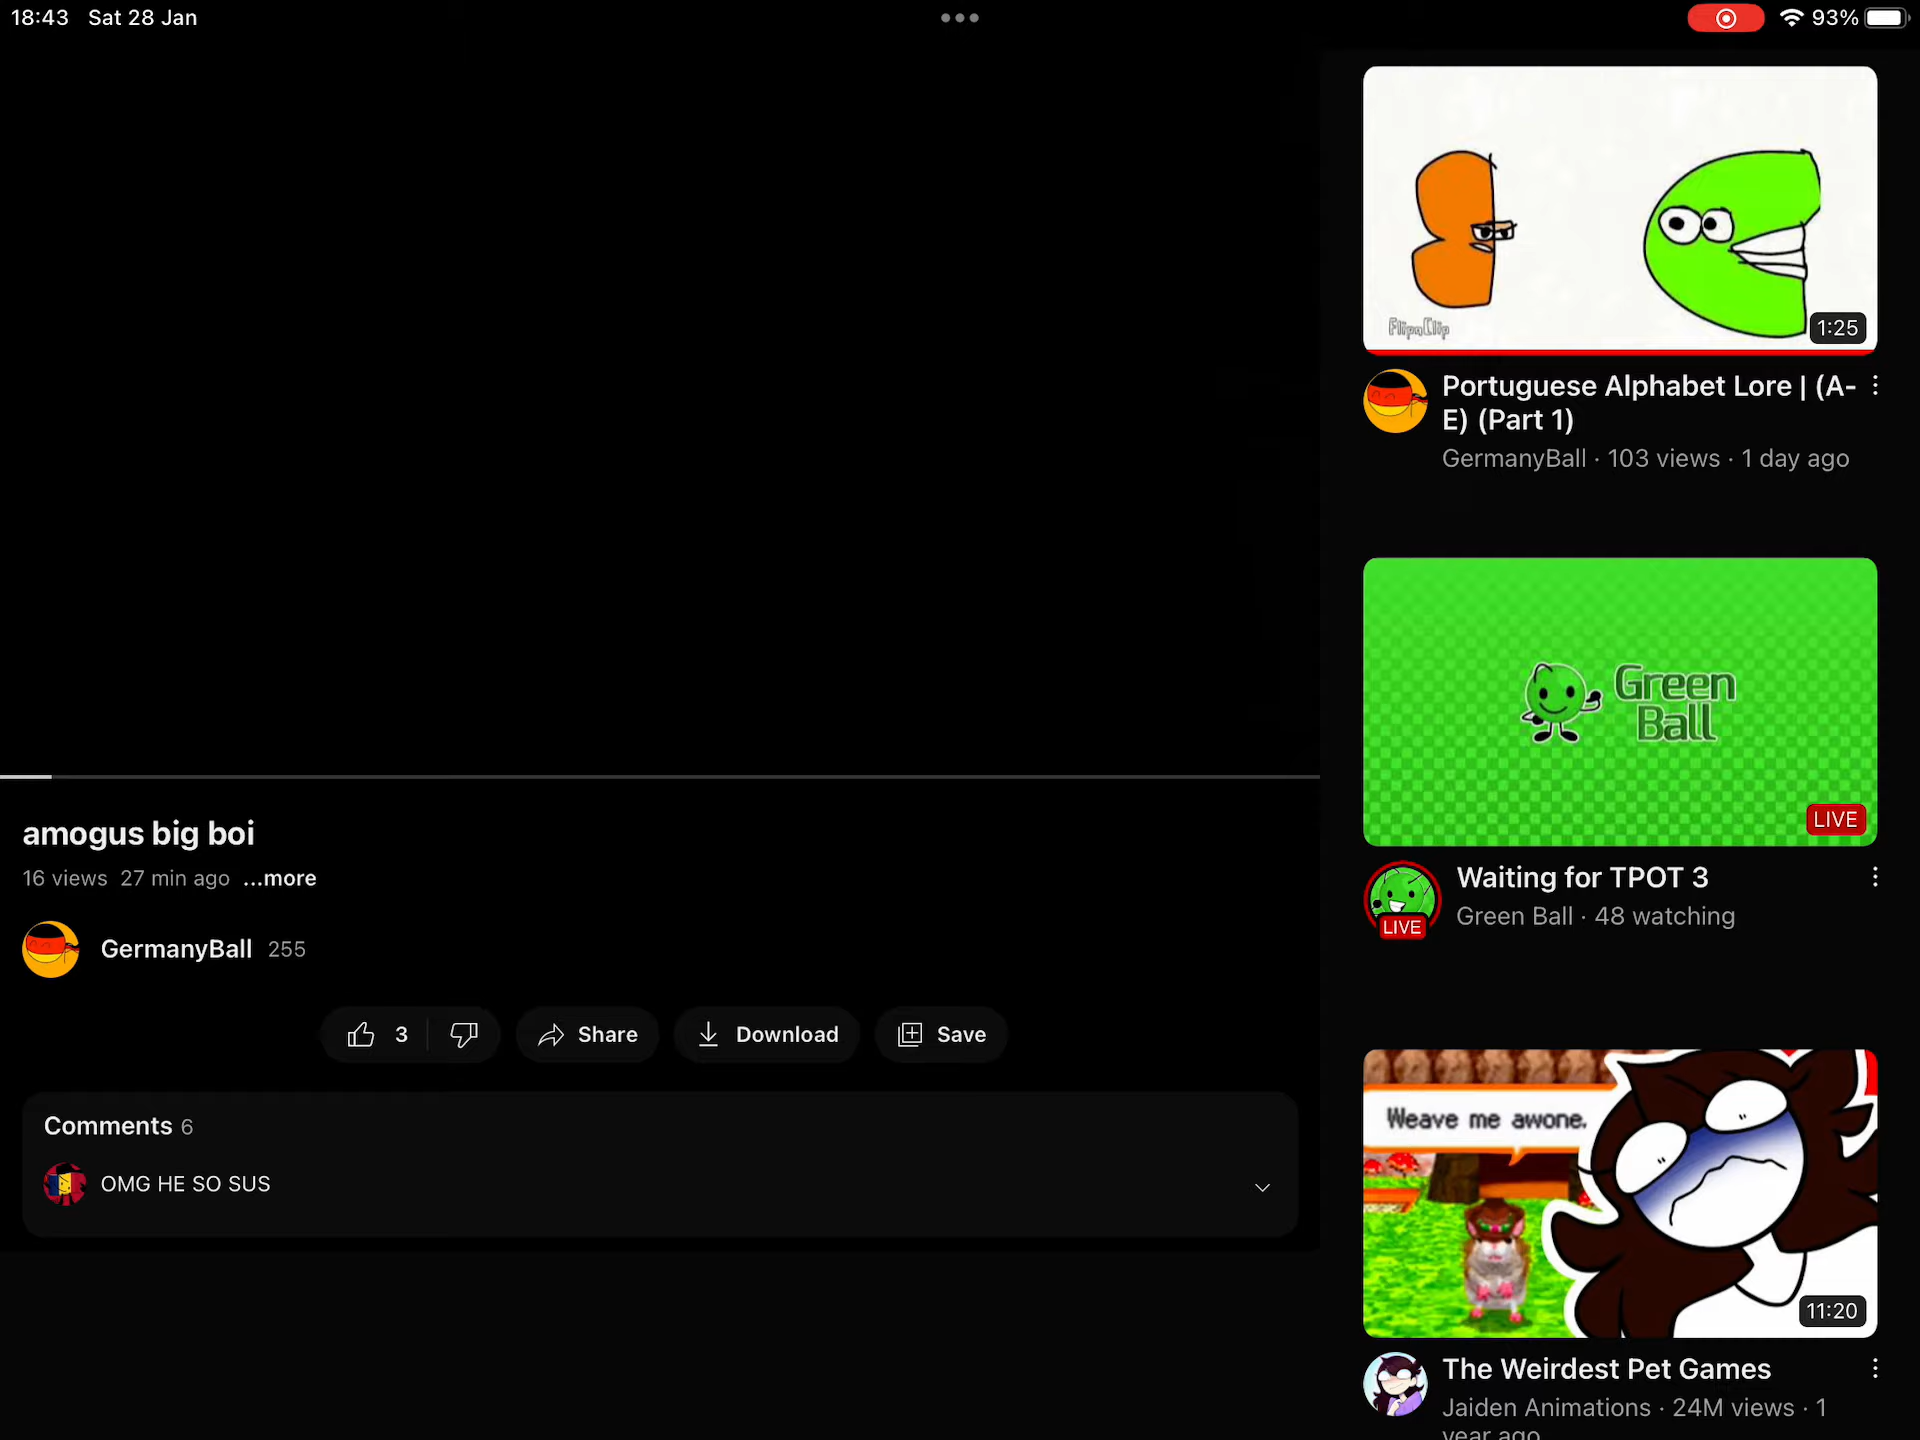 18:43 Sat 28 Jan
93%
FlipaClip
1:25
Portuguese Alphabet Lore | (A-
E) (Part 1)
GermanyBall · 103 views · 1 day ago
Green
Ball
LIVE
Waiting for TPOT 3
Green Ball · 48 watching
LIVE
Weave me awone.
11:20
The Weirdest Pet Games
Jaiden Animations · 24M views · 1
year ago
amogus big boi
16 views 27 min ago ...more
GermanyBall 255
3 Share Download Save
Comments 6
OMG HE SO SUS